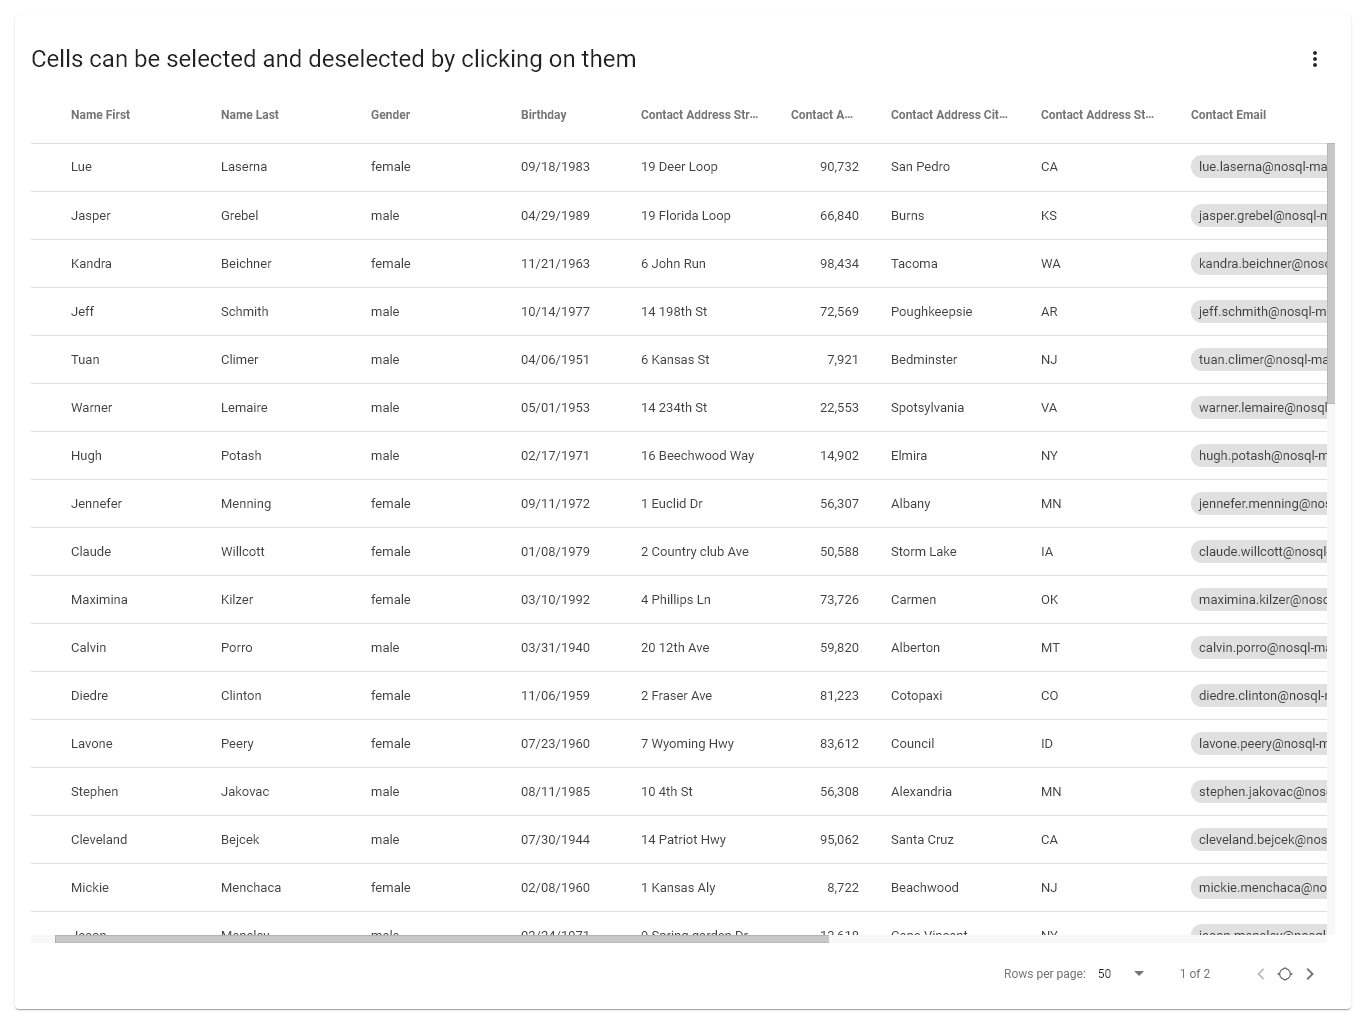 Cells can be selected and deselected by clicking on them
Name First Name Last Gender Birthday Contact Address Str... Contact A... Contact Address Cit... Contact Address St... Contact Email
Lue Laserna female 09/18/1983 19 Deer Loop 90,732 San Pedro CA lue.laserna@nosql-ma
Jasper Grebel male 04/29/1989 19 Florida Loop 66,840 Burns KS jasper.grebel@nosql-m
Kandra Beichner female 11/21/1963 6 John Run 98,434 Tacoma WA kandra.beichner@nosq
Jeff Schmith male 10/14/1977 14 198th St 72,569 Poughkeepsie AR jeff.schmith@nosql-m
Tuan Climer male 04/06/1951 6 Kansas St 7,921 Bedminster NJ tuan.climer@nosql-ma
Warner Lemaire male 05/01/1953 14 234th St 22,553 Spotsylvania VA warner.lemaire@nosql
Hugh Potash male 02/17/1971 16 Beechwood Way 14,902 Elmira NY hugh.potash@nosql-m
Jennefer Menning female 09/11/1972 1 Euclid Dr 56,307 Albany MN jennefer.menning@nos
Claude Willcott female 01/08/1979 2 Country club Ave 50,588 Storm Lake IA claude.willcott@nosql-
Maximina Kilzer female 03/10/1992 4 Phillips Ln 73,726 Carmen OK maximina.kilzer@nosq
Calvin Porro male 03/31/1940 20 12th Ave 59,820 Alberton MT calvin.porro@nosql-ma
Diedre Clinton female 11/06/1959 2 Fraser Ave 81,223 Cotopaxi CO diedre.clinton@nosql-
Lavone Peery female 07/23/1960 7 Wyoming Hwy 83,612 Council ID lavone.peery@nosql-m
Stephen Jakovac male 08/11/1985 10 4th St 56,308 Alexandria MN stephen.jakovac@nos
Cleveland Bejcek male 07/30/1944 14 Patriot Hwy 95,062 Santa Cruz CA cleveland.bejcek@nos
Mickie Menchaca female 02/08/1960 1 Kansas Aly 8,722 Beachwood NJ mickie.menchaca@no
Rows per page: 50 1 of 2